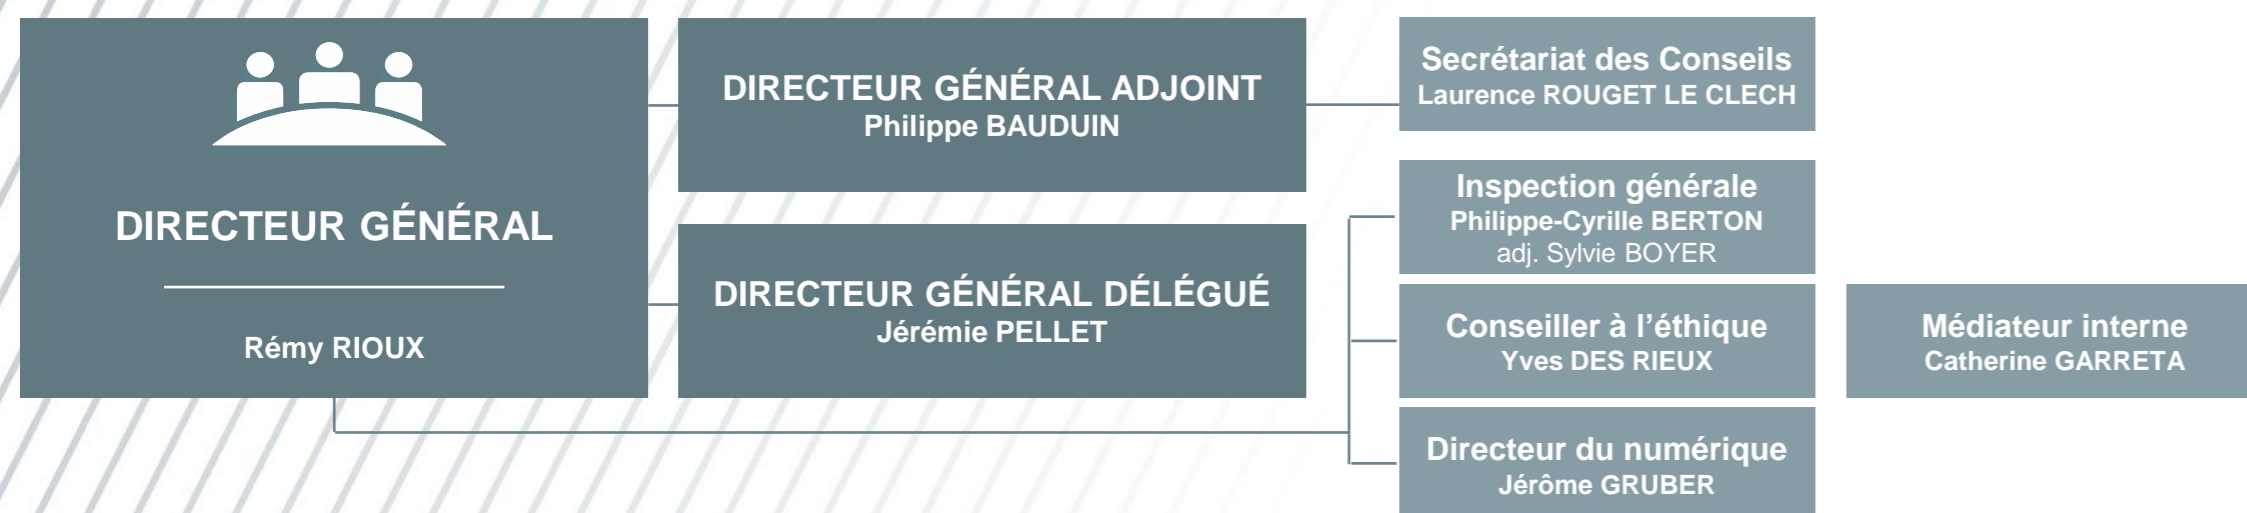 DIRECTEUR GÉNÉRAL
Rémy RIOUX
DIRECTEUR GÉNÉRAL ADJOINT
Philippe BAUDUIN
DIRECTEUR GÉNÉRAL DÉLÉGUÉ
Jérémie PELLET
Secrétariat des Conseils
Laurence ROUGET LE CLECH
Inspection générale
Philippe-Cyrille BERTON
adj. Sylvie BOYER
Conseiller à l’éthique
Yves DES RIEUX
Médiateur interne
Catherine GARRETA
Directeur du numérique
Jérôme GRUBER